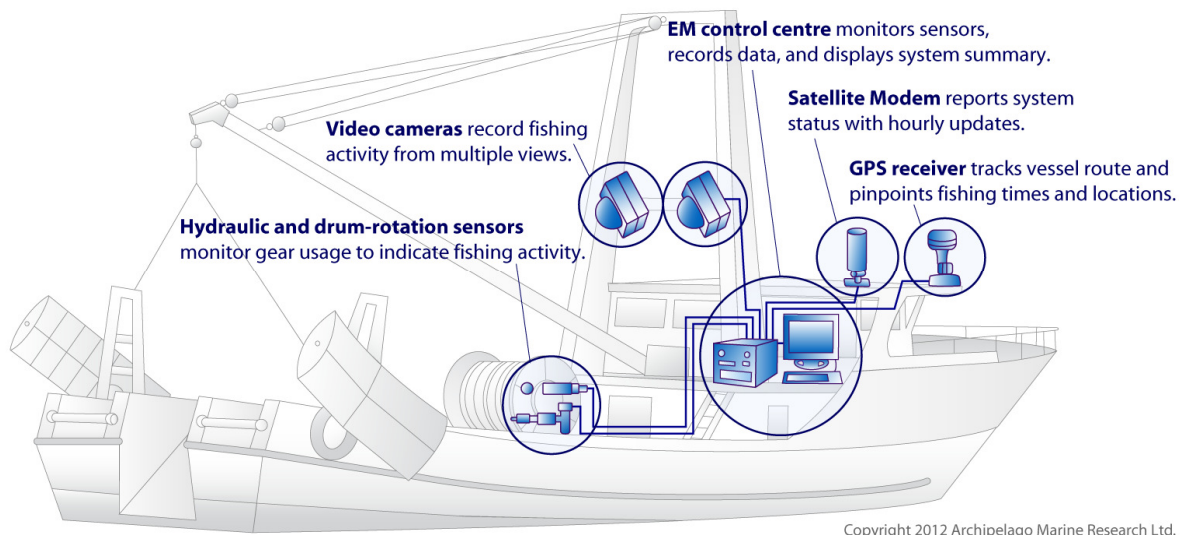 EM control centre monitors sensors,
records data, and displays system summary.
Satellite Modem reports system
status with hourly updates.
Video cameras record fishing
activity from multiple views.
GPS receiver tracks vessel route and
pinpoints fishing times and locations.
Hydraulic and drum-rotation sensors
monitor gear usage to indicate fishing activity.
Copyright 2012 Archipelago Marine Research Ltd.